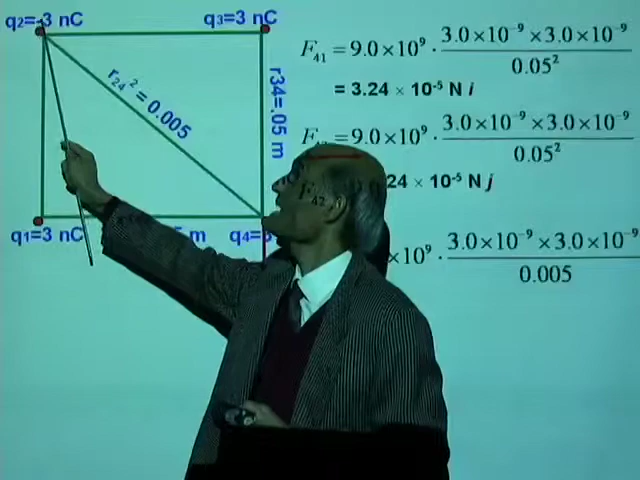 q2=-3 nC
q3=3 nC
r₂₄² = 0.005
r34=.05 m
q1=3 nC
m
q4=
F₄₁ = 9.0×10⁹ · 3.0×10⁻⁹ ×3.0×10⁻⁹ / 0.05²
= 3.24 × 10⁻⁵ N i
F = 9.0×10⁹ · 3.0×10⁻⁹ ×3.0×10⁻⁹ / 0.05²
24 × 10⁻⁵ N j
F₄₂ ×10⁹ · 3.0×10⁻⁹ ×3.0×10⁻⁹ / 0.005